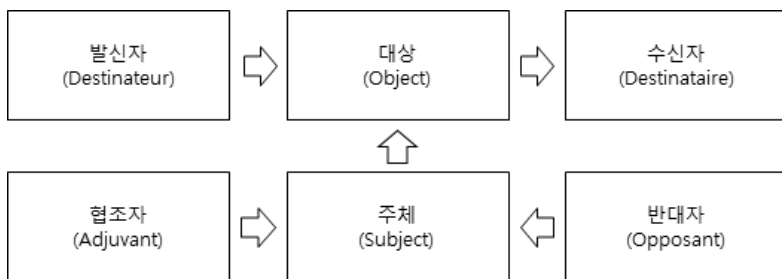 발신자
(Destinateur)
대상
(Object)
수신자
(Destinataire)
협조자
(Adjuvant)
주체
(Subject)
반대자
(Opposant)